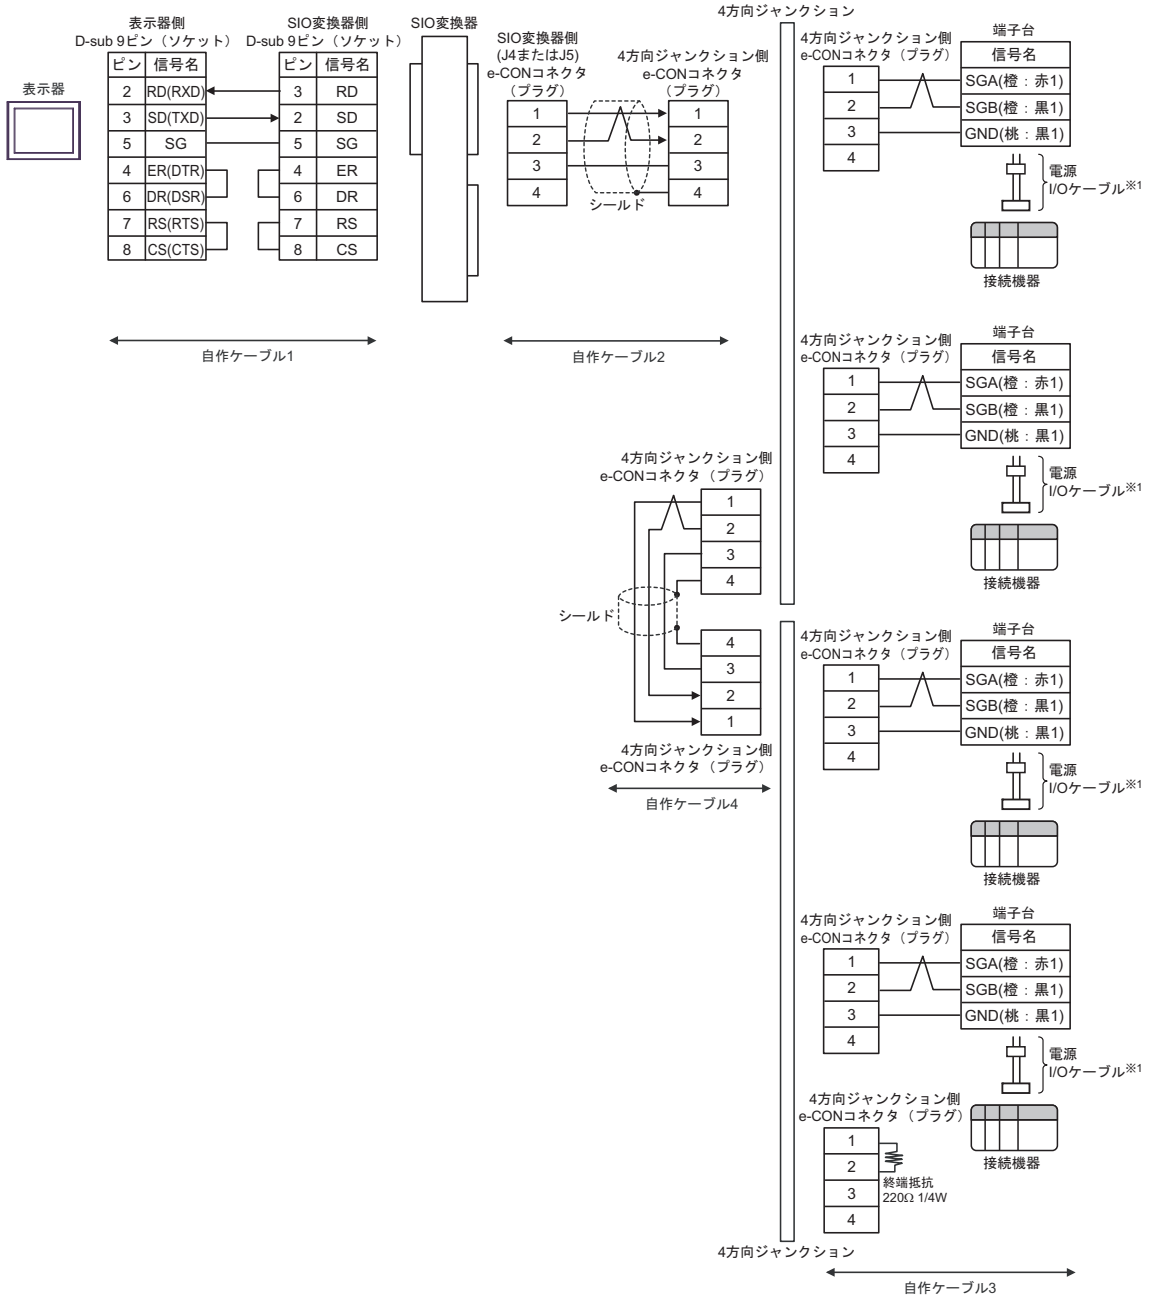 4方向ジャンクション
表示器
表示器側
D-sub 9ピン（ソケット）
ピン 信号名
2 RD(RXD)
3 SD(TXD)
5 SG
4 ER(DTR)
6 DR(DSR)
7 RS(RTS)
8 CS(CTS)
SIO変換器側
D-sub 9ピン（ソケット）
ピン 信号名
3 RD
2 SD
5 SG
4 ER
6 DR
7 RS
8 CS
自作ケーブル1
SIO変換器
SIO変換器側
(J4またはJ5)
e-CONコネクタ
（プラグ）
1
2
3
4
シールド
4方向ジャンクション側
e-CONコネクタ
（プラグ）
1
2
3
4
自作ケーブル2
4方向ジャンクション側
e-CONコネクタ（プラグ）
1
2
3
4
端子台
信号名
SGA(橙：赤1)
SGB(橙：黒1)
GND(桃：黒1)
電源
I/Oケーブル※1
接続機器
4方向ジャンクション側
e-CONコネクタ（プラグ）
1
2
3
4
端子台
信号名
SGA(橙：赤1)
SGB(橙：黒1)
GND(桃：黒1)
電源
I/Oケーブル※1
接続機器
4方向ジャンクション側
e-CONコネクタ（プラグ）
1
2
3
4
シールド
4
3
2
1
4方向ジャンクション側
e-CONコネクタ（プラグ）
自作ケーブル4
4方向ジャンクション側
e-CONコネクタ（プラグ）
1
2
3
4
端子台
信号名
SGA(橙：赤1)
SGB(橙：黒1)
GND(桃：黒1)
電源
I/Oケーブル※1
接続機器
4方向ジャンクション側
e-CONコネクタ（プラグ）
1
2
3
4
端子台
信号名
SGA(橙：赤1)
SGB(橙：黒1)
GND(桃：黒1)
電源
I/Oケーブル※1
接続機器
4方向ジャンクション側
e-CONコネクタ（プラグ）
1
2
3
4
終端抵抗
220Ω 1/4W
4方向ジャンクション
自作ケーブル3